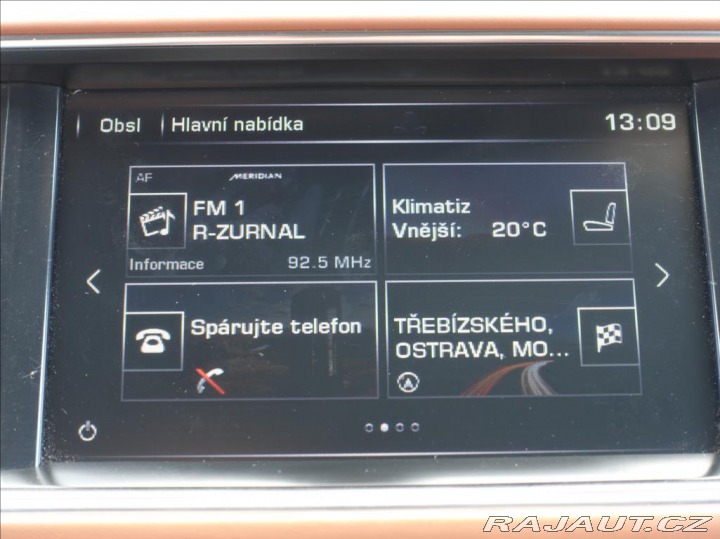 Obsl
Hlavní nabídka
13:09
AF
MERIDIAN
FM 1
R-ZURNAL
Informace
92.5 MHz
Klimatiz
Vnější: 20°C
Spárujte telefon
TŘEBÍZSKÉHO,
OSTRAVA, MO...
RAJAUT.CZ